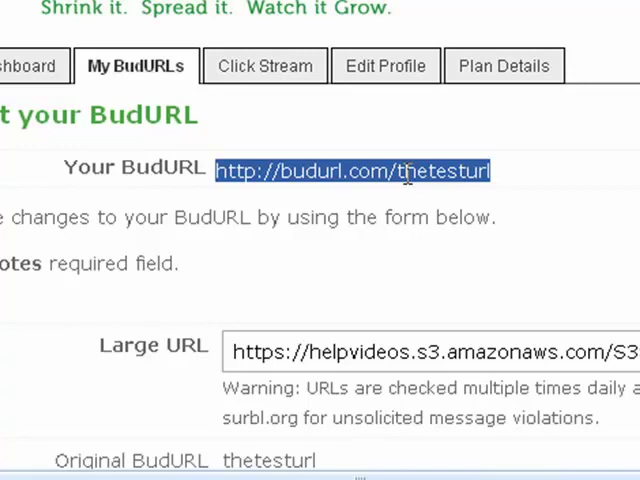 Shrink it. Spread it. Watch it Grow.
shboard My BudURLs Click Stream Edit Profile Plan Details
t your BudURL
Your BudURL http://budurl.com/thetesturl
e changes to your BudURL by using the form below.
otes required field.
Large URL https://helpvideos.s3.amazonaws.com/S3
Warning: URLs are checked multiple times daily a
surbl.org for unsolicited message violations.
Original BudURL thetesturl